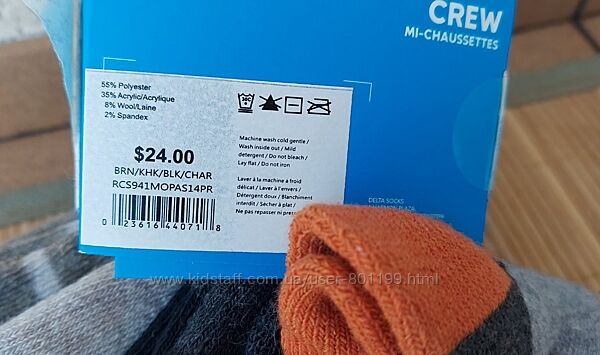 CREW
MI-CHAUSSETTES
55% Polyester
35% Acrylic/Acrylique
8% Wool/Laine
2% Spandex
Machine wash cold gentle/
Wash inside out / Mild
detergent / Do not bleach /
Lay flat / Do not iron
$24.00
BRN/KHK/BLK/CHAR
RCS941MOPAS14PR
Laver à la machine à froid
délicat / Laver à l'envers /
Détergent doux / Blanchiment
interdit / Sécher à plat /
Ne pas repasser ni presser
0 23616 44071 8
DELTA SOCKS
PLAZA
www.kidstaff.com.ua/user-801199.html